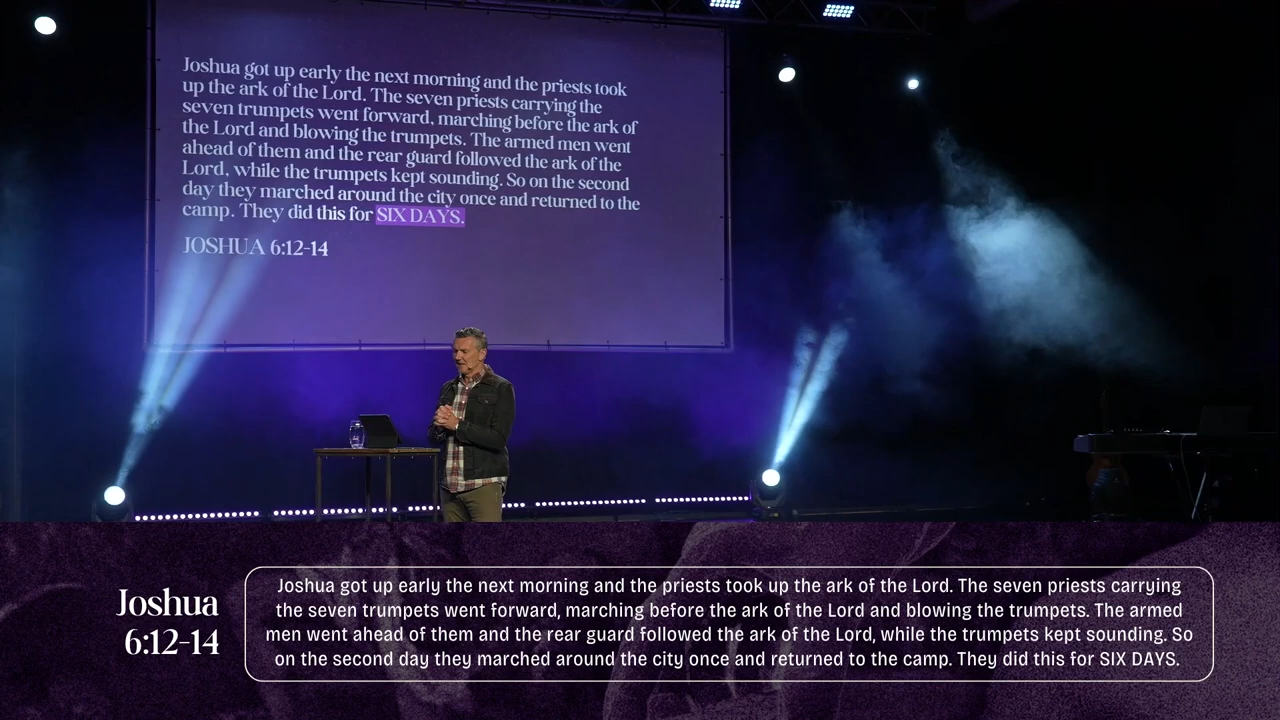 Joshua got up early the next morning and the priests took
up the ark of the Lord. The seven priests carrying the
seven trumpets went forward, marching before the ark of
the Lord and blowing the trumpets. The armed men went
ahead of them and the rear guard followed the ark of the
Lord, while the trumpets kept sounding. So on the second
day they marched around the city once and returned to the
camp. They did this for SIX DAYS.
JOSHUA 6:12-14
Joshua
6:12-14
Joshua got up early the next morning and the priests took up the ark of the Lord. The seven priests carrying
the seven trumpets went forward, marching before the ark of the Lord and blowing the trumpets. The armed
men went ahead of them and the rear guard followed the ark of the Lord, while the trumpets kept sounding. So
on the second day they marched around the city once and returned to the camp. They did this for SIX DAYS.